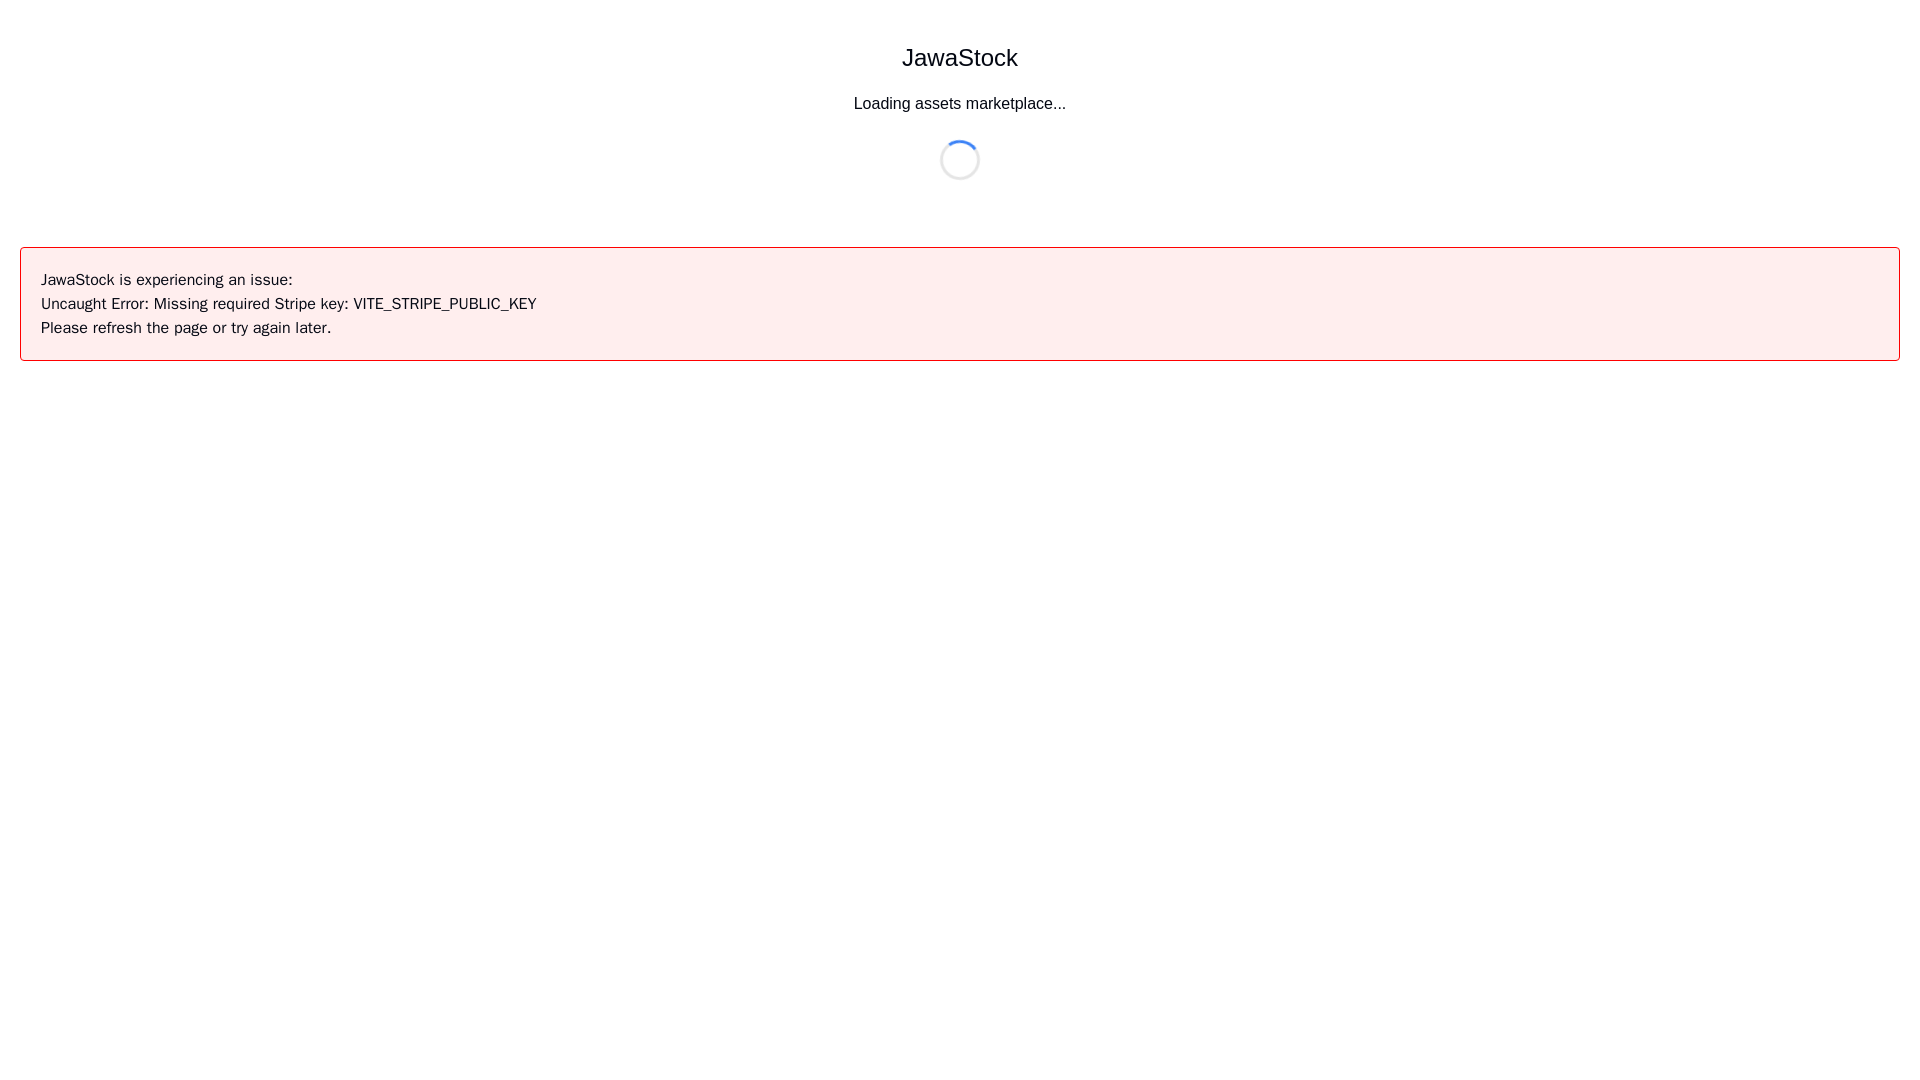 JawaStock
Loading assets marketplace...
JawaStock is experiencing an issue:
Uncaught Error: Missing required Stripe key: VITE_STRIPE_PUBLIC_KEY
Please refresh the page or try again later.